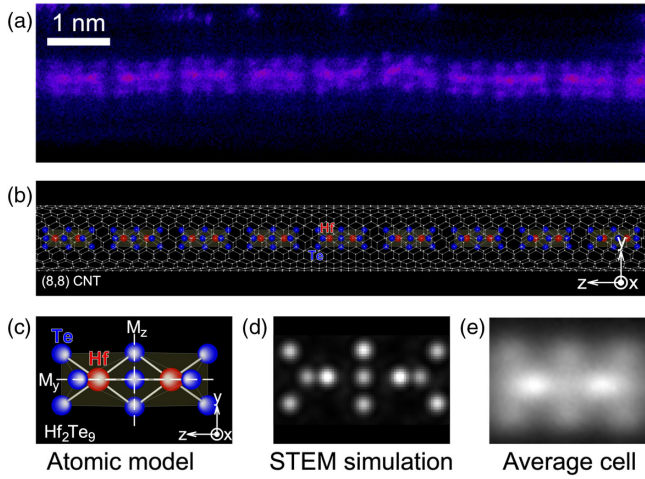 (a)
1 nm
(b)
Hf
Te
y
(8,8) CNT
z
x
(c)
Te
Hf
Mz
My
y
z
x
Hf₂Te₉
Atomic model
(d)
STEM simulation
(e)
Average cell